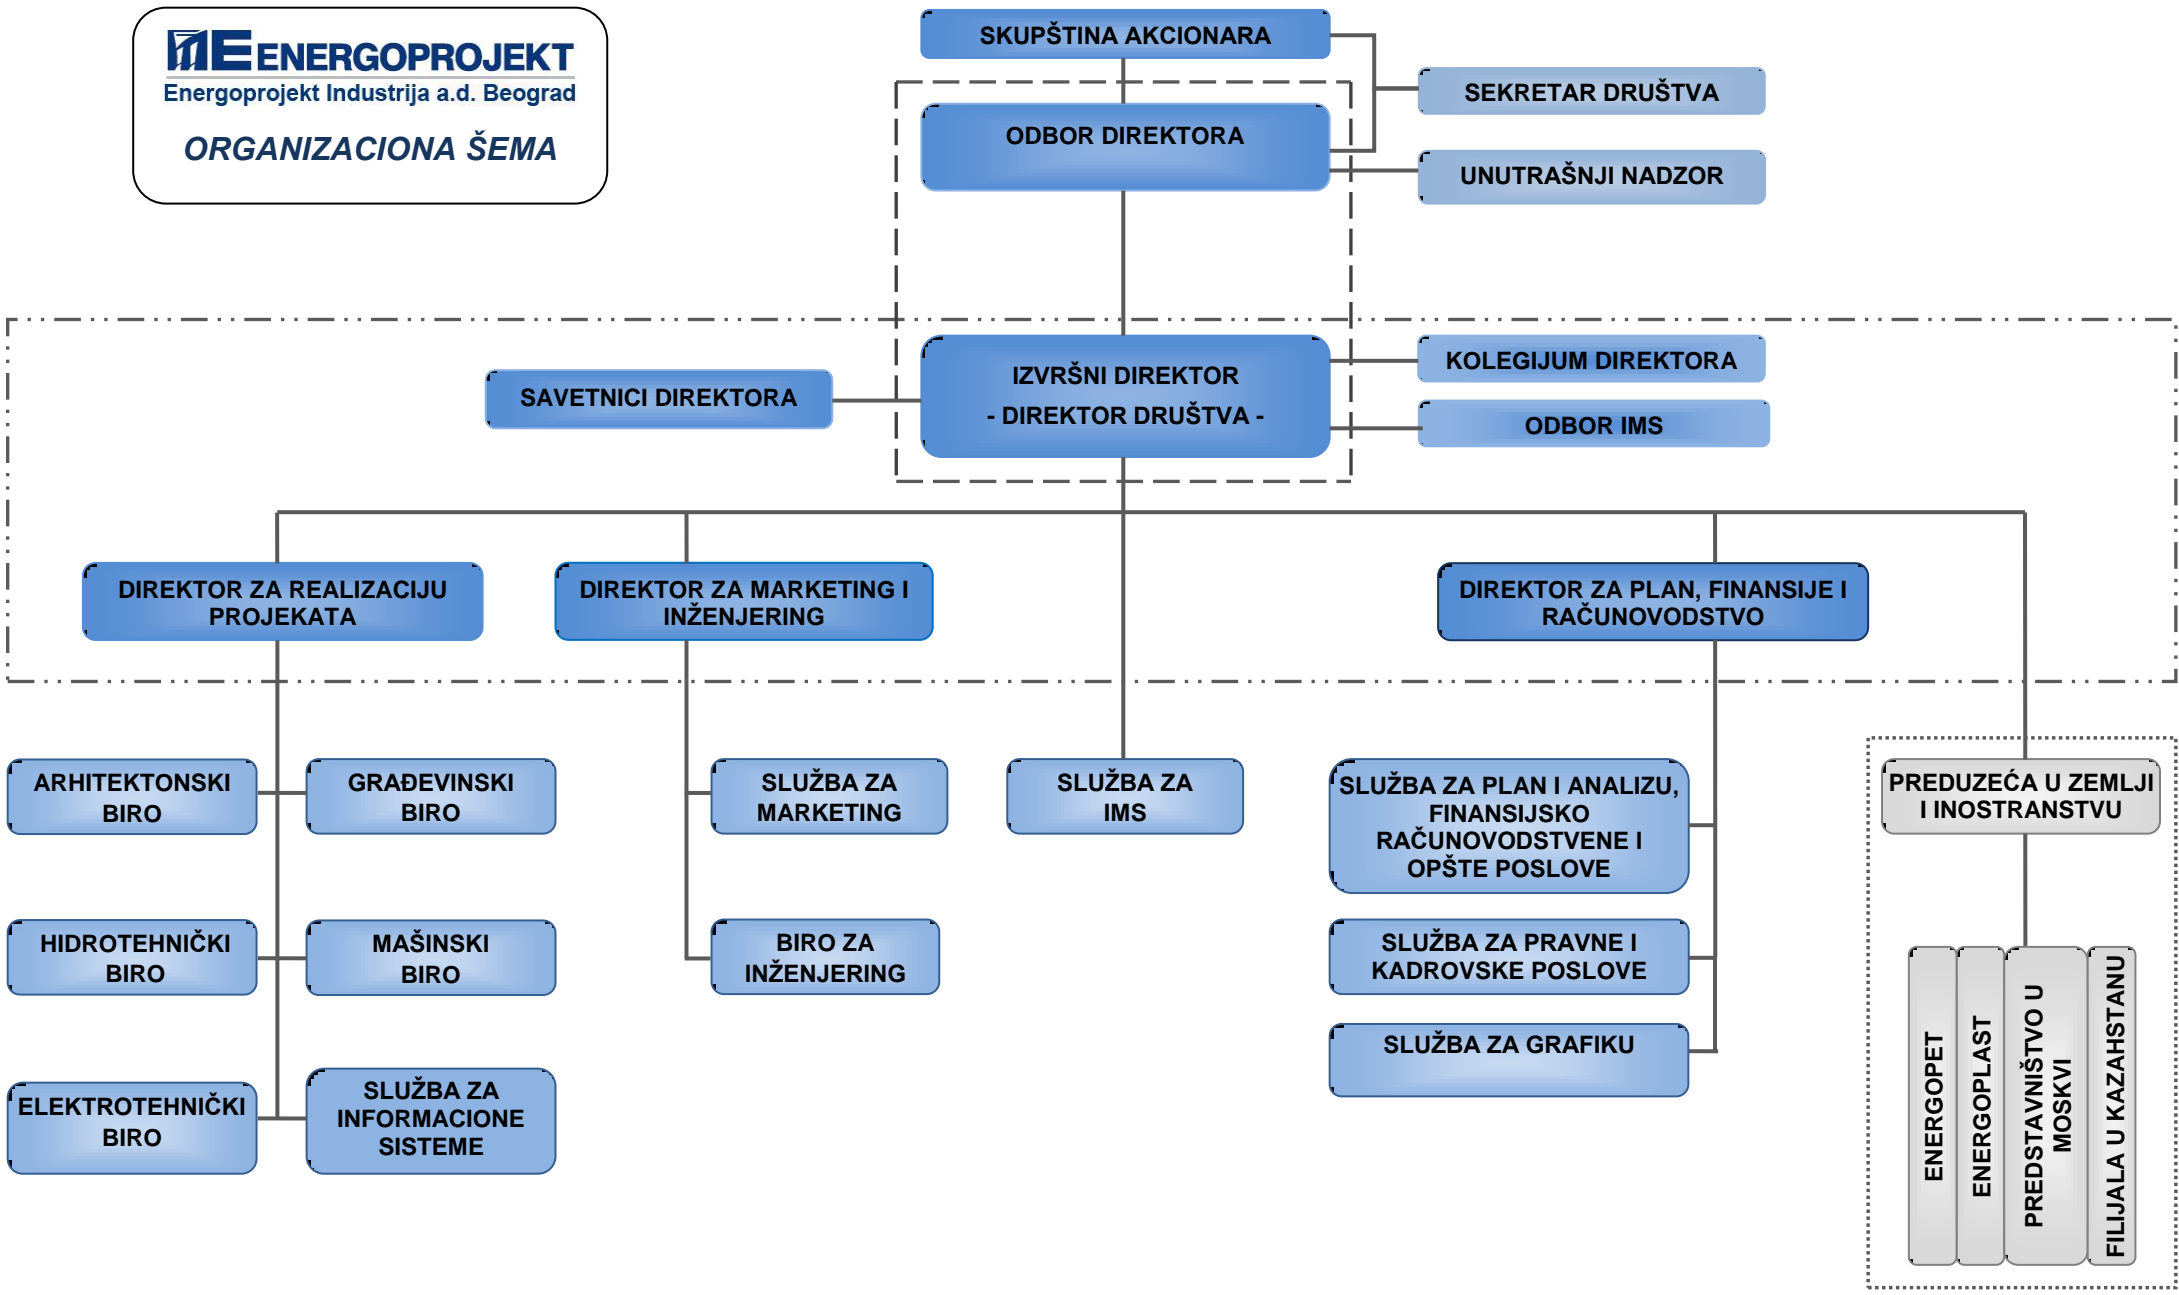 ENERGOPROJEKT
Energoprojekt Industrija a.d. Beograd
ORGANIZACIONA ŠEMA
SKUPŠTINA AKCIONARA
SEKRETAR DRUŠTVA
ODBOR DIREKTORA
UNUTRAŠNJI NADZOR
IZVRŠNI DIREKTOR
- DIREKTOR DRUŠTVA -
SAVETNICI DIREKTORA
KOLEGIJUM DIREKTORA
ODBOR IMS
DIREKTOR ZA REALIZACIJU
PROJEKATA
DIREKTOR ZA MARKETING I
INŽENJERING
DIREKTOR ZA PLAN, FINANSIJE I
RAČUNOVODSTVO
ARHITEKTONSKI
BIRO
GRAĐEVINSKI
BIRO
SLUŽBA ZA
MARKETING
SLUŽBA ZA
IMS
SLUŽBA ZA PLAN I ANALIZU,
FINANSIJSKO
RAČUNOVODSTVENE I
OPŠTE POSLOVE
PREDUZEĆA U ZEMLJI
I INOSTRANSTVU
HIDROTEHNIČKI
BIRO
MAŠINSKI
BIRO
BIRO ZA
INŽENJERING
SLUŽBA ZA PRAVNE I
KADROVSKE POSLOVE
SLUŽBA ZA GRAFIKU
ELEKTROTEHNIČKI
BIRO
SLUŽBA ZA
INFORMACIONE
SISTEME
ENERGOPET
ENERGOPLAST
PREDSTAVNIŠTVO U
MOSKVI
FILIJALA U KAZAHSTANU